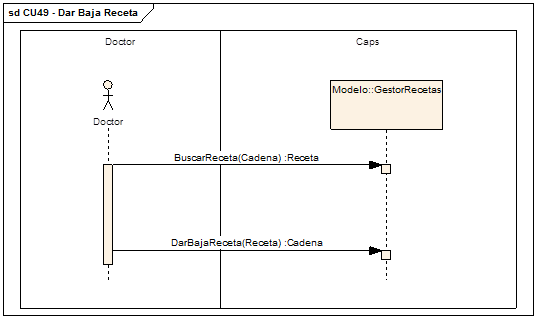 sd CU49 - Dar Baja Receta
Doctor
Caps
Modelo::GestorRecetas
Doctor
BuscarReceta(Cadena) :Receta
DarBajaReceta(Receta) :Cadena